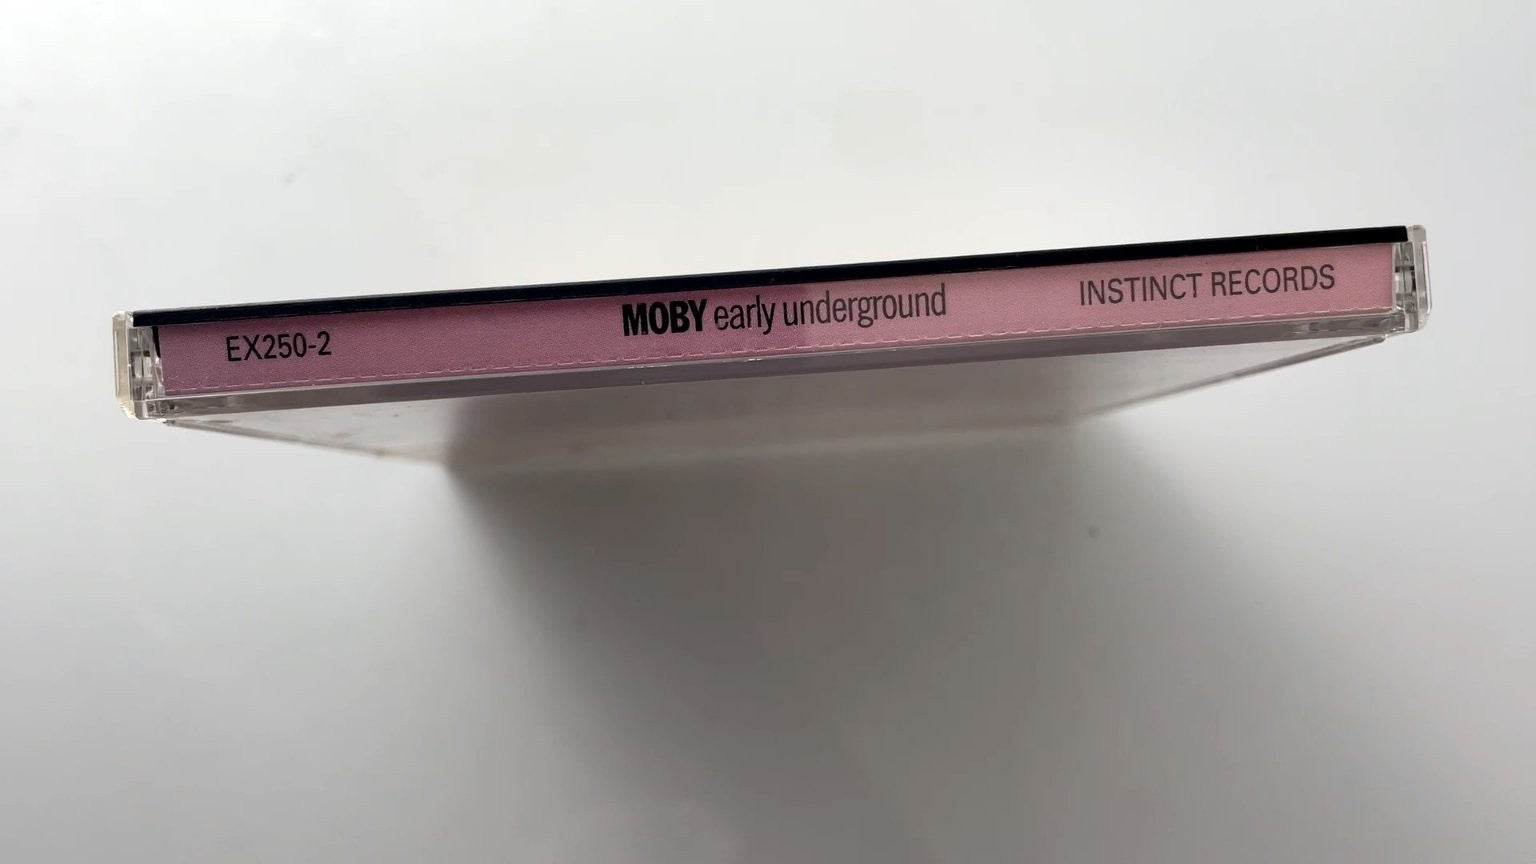 EX250-2 MOBY early underground INSTINCT RECORDS